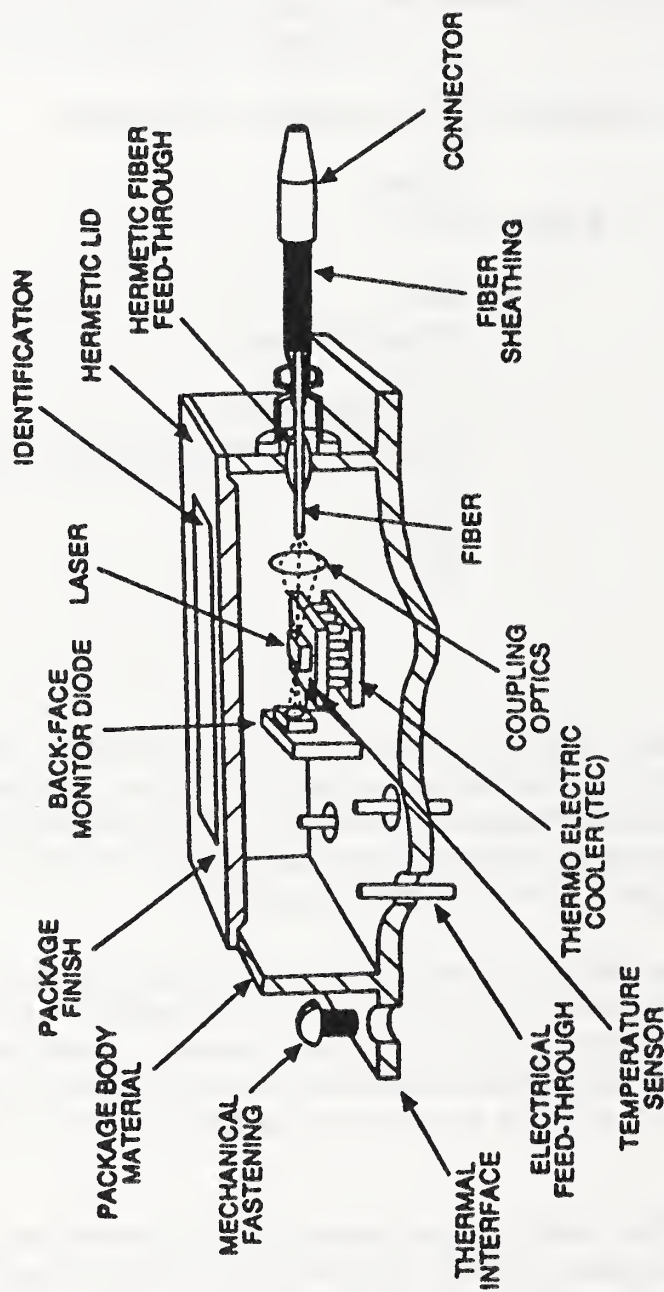 IDENTIFICATION
HERMETIC LID
HERMETIC FIBER
FEED-THROUGH
CONNECTOR
LASER
BACK-FACE
MONITOR DIODE
PACKAGE
FINISH
PACKAGE BODY
MATERIAL
MECHANICAL
FASTENING
THERMAL
INTERFACE
ELECTRICAL
FEED-THROUGH
TEMPERATURE
SENSOR
THERMO ELECTRIC
COOLER (TEC)
COUPLING
OPTICS
FIBER
FIBER
SHEATHING